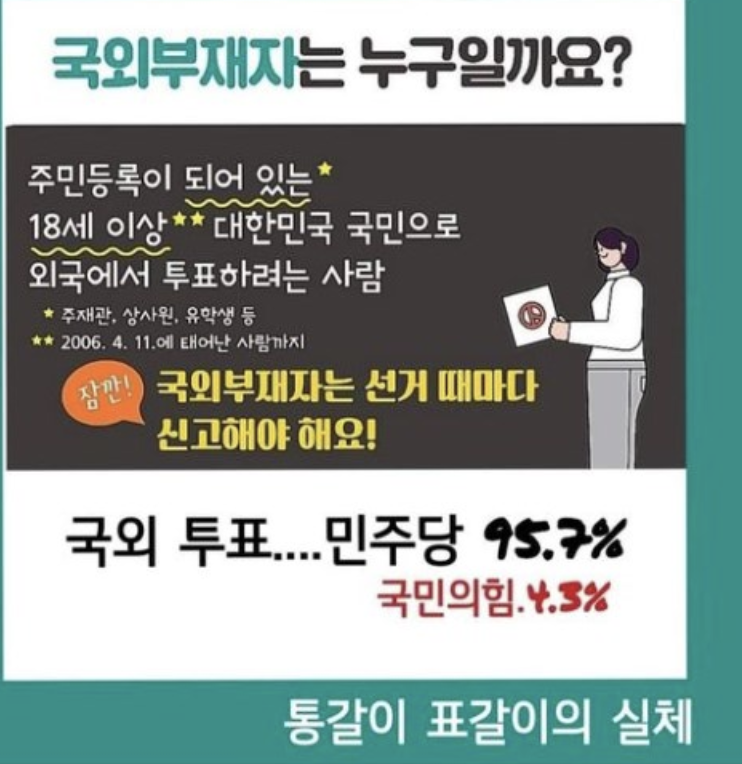 국외부재자는 누구일까요?
주민등록이 되어 있는★
18세 이상★★ 대한민국 국민으로
외국에서 투표하려는 사람
★ 주재관, 상사원, 유학생 등
★★ 2006. 4. 11.에 태어난 사람까지
잠깐! 국외부재자는 선거 때마다
신고해야 해요!
국외 투표....민주당 95.7%
국민의힘.4.3%
통갈이 표갈이의 실체